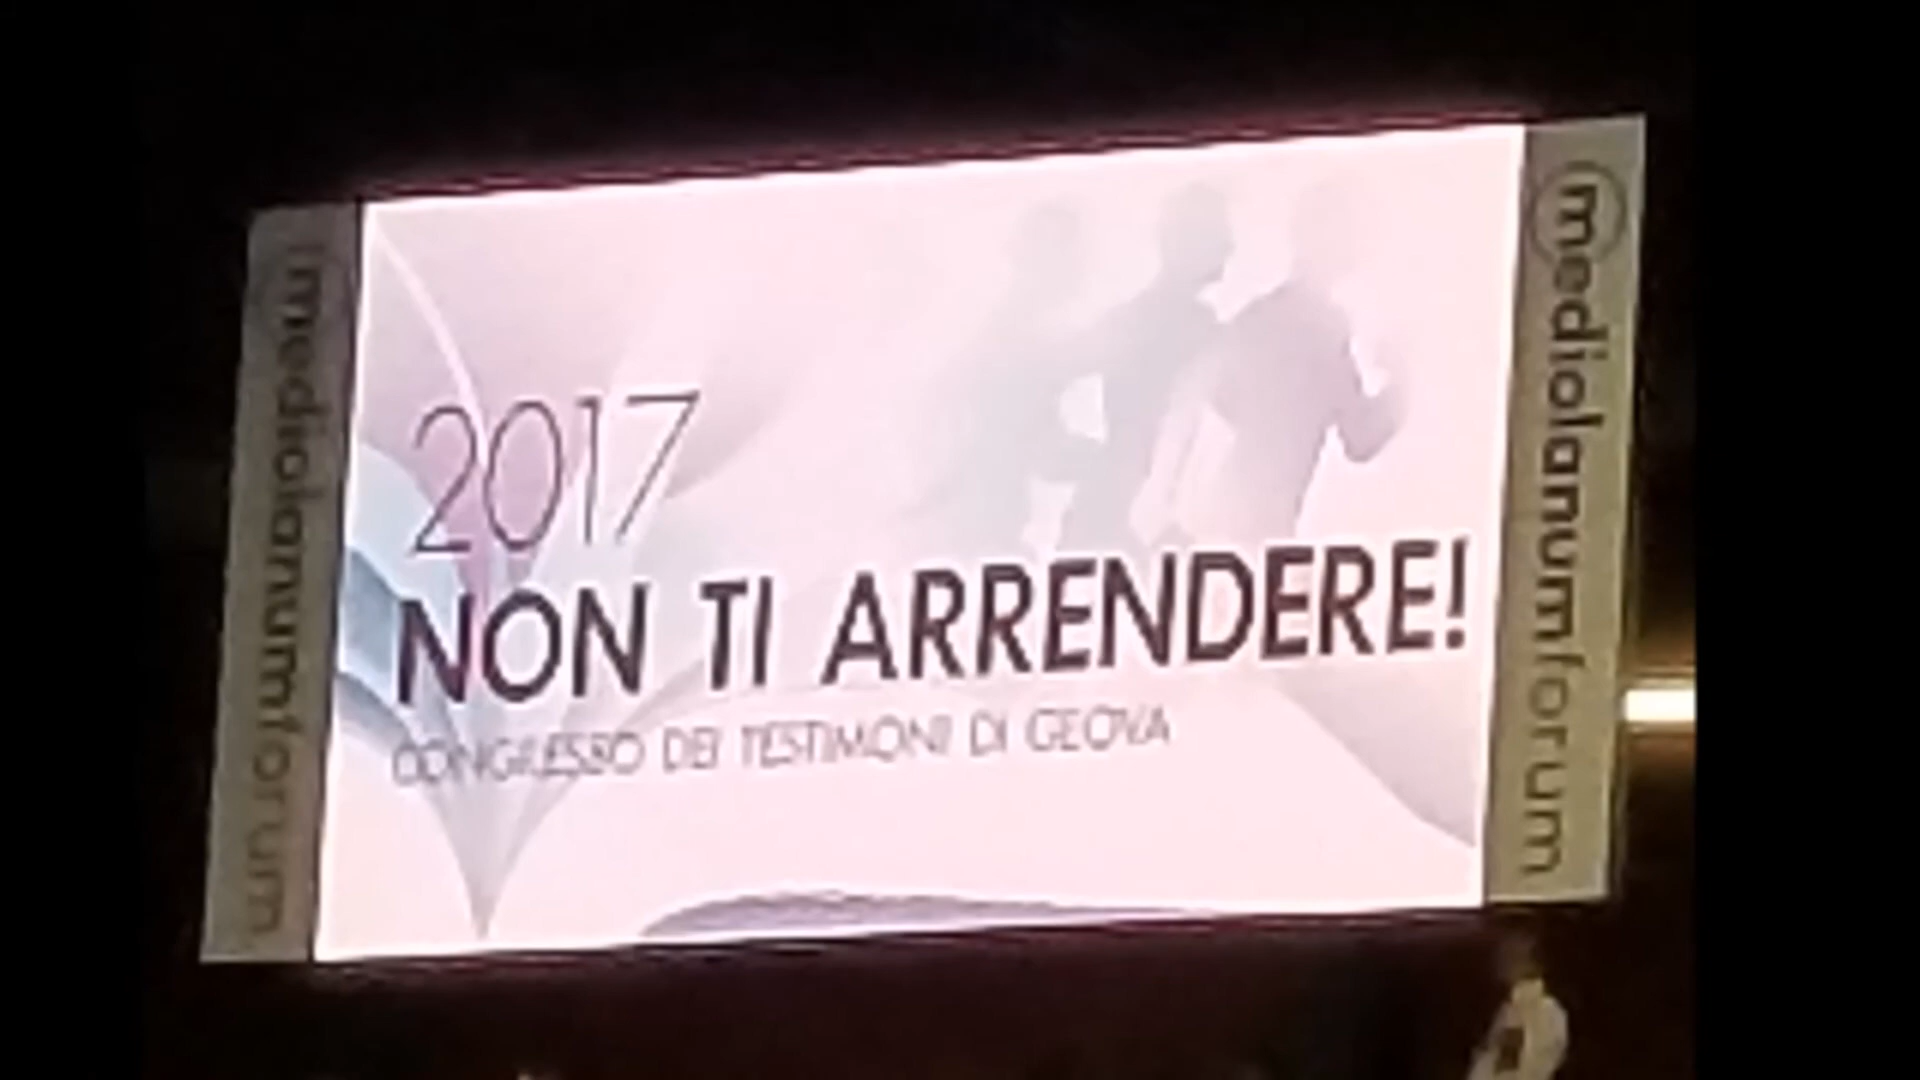 mediolanumforum
2017
NON TI ARRENDERE!
CONGRESSO DEI TESTIMONI DI GEOVA
mediolanumforum